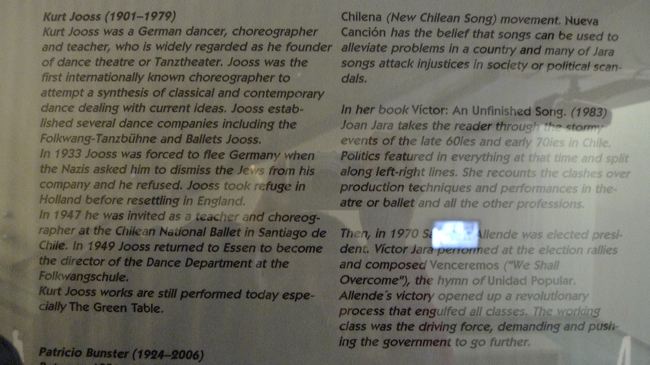 Kurt Jooss (1901–1979)
Kurt Jooss was a German dancer, choreographer
and teacher, who is widely regarded as he founder
of dance theatre or Tanztheater. Jooss was the
first internationally known choreographer to
attempt a synthesis of classical and contemporary
dance dealing with current ideas. Jooss estab-
lished several dance companies including the
Folkwang-Tanzbühne and Ballets Jooss.
In 1933 Jooss was forced to flee Germany when
the Nazis asked him to dismiss the Jews from his
company and he refused. Jooss took refuge in
Holland before resettling in England.
In 1947 he was invited as a teacher and choreog-
rapher at the Chilean National Ballet in Santiago de
Chile. In 1949 Jooss returned to Essen to become
the director of the Dance Department at the
Folkwangschule.
Kurt Jooss works are still performed today espe-
cially The Green Table.
Patricio Bunster (1924–2006)
Chilena (New Chilean Song) movement. Nueva
Canción has the belief that songs can be used to
alleviate problems in a country and many of Jara
songs attack injustices in society or political scan-
dals.
In her book Victor: An Unfinished Song. (1983)
Joan Jara takes the reader through the stormy
events of the late 60ies and early 70ies in Chile.
Politics featured in everything at that time and split
along left-right lines. She recounts the clashes over
production techniques and performances in the-
atre or ballet and all the other professions.
Then, in 1970 Allende was elected presi-
dent. Victor Jara performed at the election rallies
and composed Venceremos ("We Shall
Overcome"), the hymn of Unidad Popular.
Allende's victory opened up a revolutionary
process that engulfed all classes. The working
class was the driving force, demanding and push-
ing the government to go further.